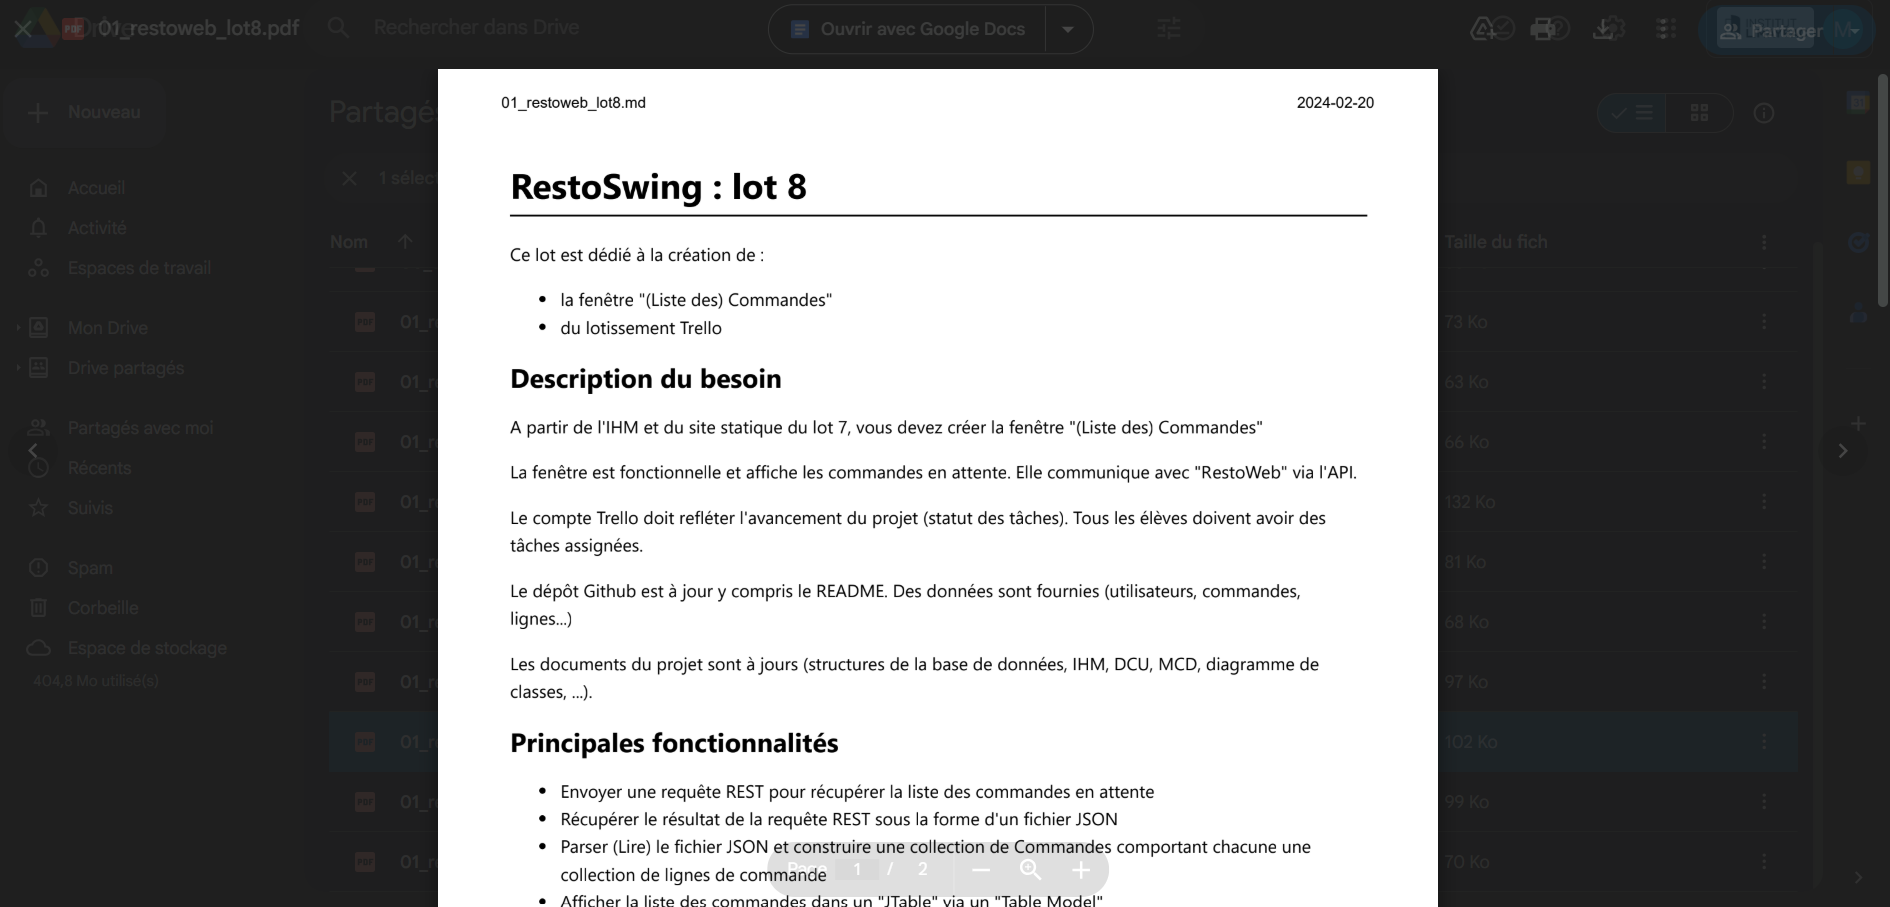 01_restoweb_lot8.pdf
Rechercher dans Drive
Ouvrir avec Google Docs
Partager
Nouveau
Partagés
1 sélect
Accueil
Activité
Espaces de travail
Mon Drive
Drive partagés
Partagés avec moi
Récents
Suivis
Spam
Corbeille
Espace de stockage
404,8 Mo utilisé(s)
Nom
Taille du fich
73 Ko
63 Ko
66 Ko
132 Ko
81 Ko
68 Ko
97 Ko
102 Ko
99 Ko
70 Ko
01_restoweb_lot8.md
2024-02-20
RestoSwing : lot 8
Ce lot est dédié à la création de :
• la fenêtre "(Liste des) Commandes"
• du lotissement Trello
Description du besoin
A partir de l'IHM et du site statique du lot 7, vous devez créer la fenêtre "(Liste des) Commandes"
La fenêtre est fonctionnelle et affiche les commandes en attente. Elle communique avec "RestoWeb" via l'API.
Le compte Trello doit refléter l'avancement du projet (statut des tâches). Tous les élèves doivent avoir des
tâches assignées.
Le dépôt Github est à jour y compris le README. Des données sont fournies (utilisateurs, commandes,
lignes...)
Les documents du projet sont à jours (structures de la base de données, IHM, DCU, MCD, diagramme de
classes, ...).
Principales fonctionnalités
• Envoyer une requête REST pour récupérer la liste des commandes en attente
• Récupérer le résultat de la requête REST sous la forme d'un fichier JSON
• Parser (Lire) le fichier JSON et construire une collection de Commandes comportant chacune une
collection de lignes de commande
• Afficher la liste des commandes dans un "JTable" via un "Table Model"
Page 1 / 2